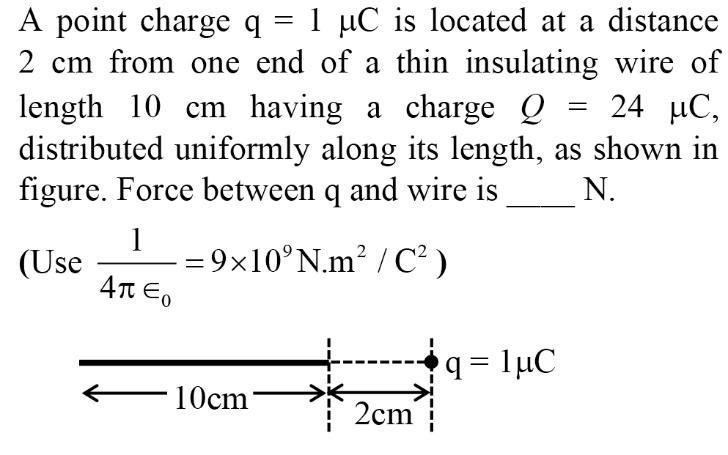 A point charge q = 1 μC is located at a distance
2 cm from one end of a thin insulating wire of
length 10 cm having a charge Q = 24 μC,
distributed uniformly along its length, as shown in
figure. Force between q and wire is ____ N.
(Use 1/4π∈₀ = 9×10⁹ N.m² / C²)
q = 1μC
10cm
2cm